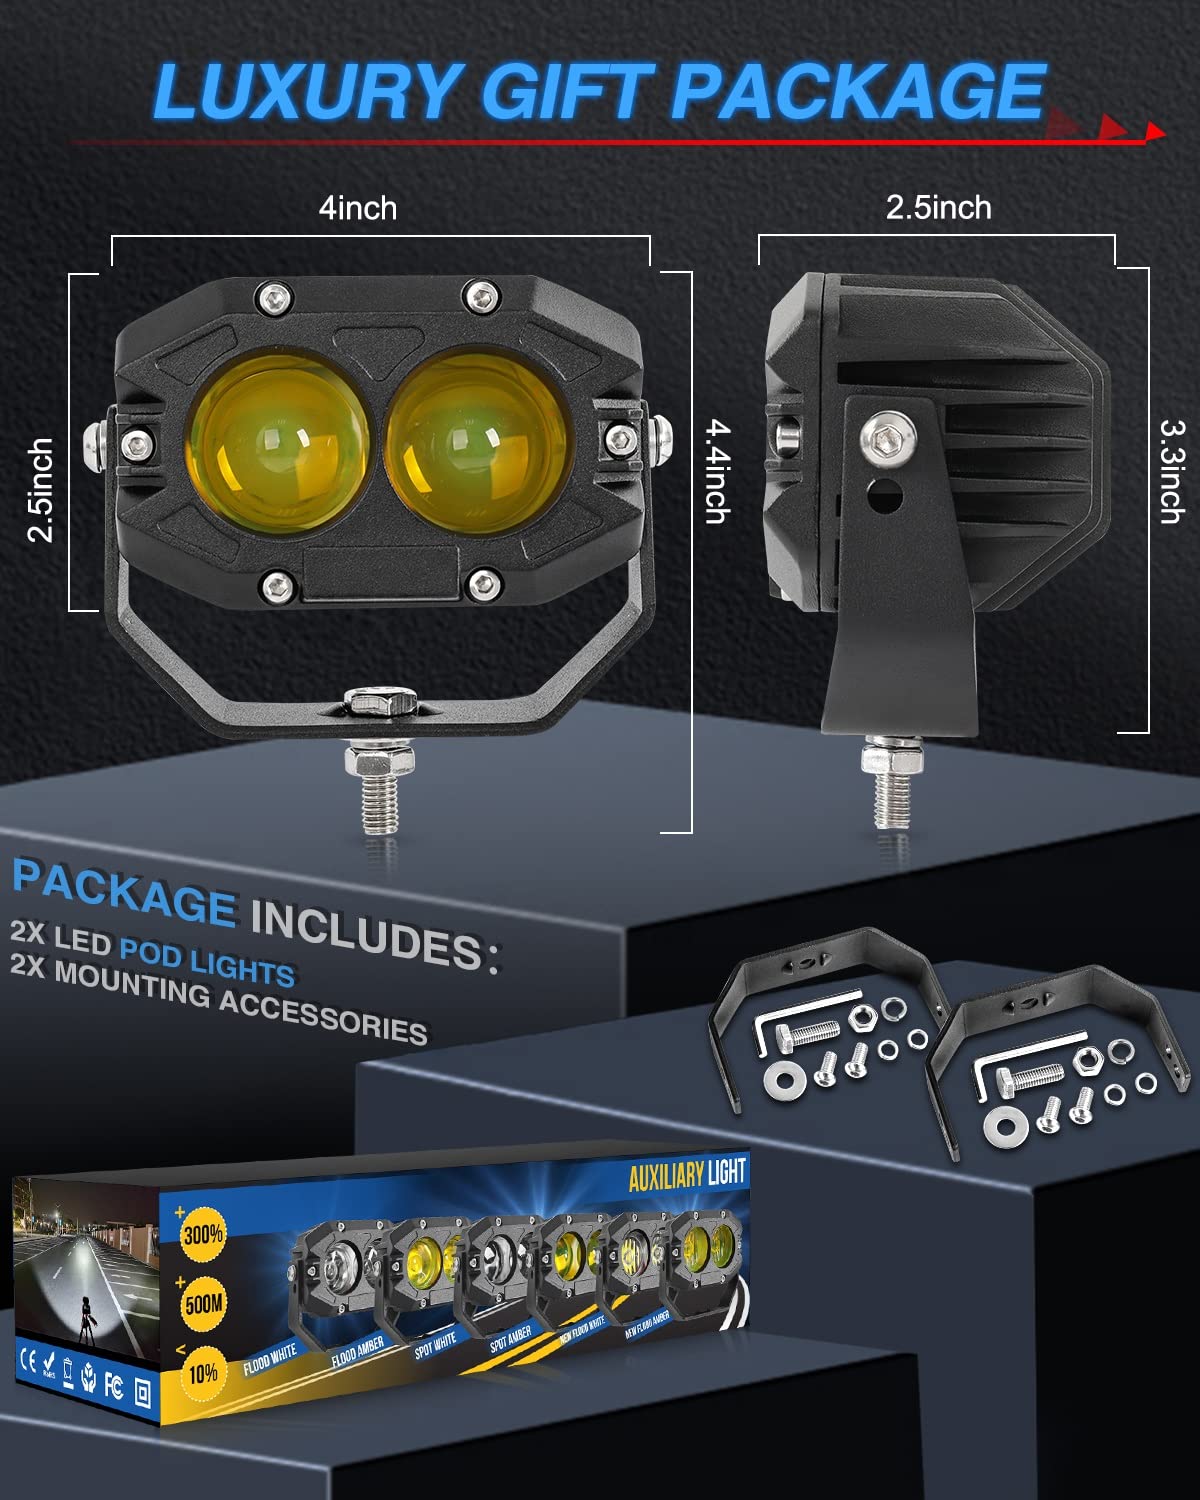 LUXURY GIFT PACKAGE
4inch
2.5inch
2.5inch
4.4inch
3.3inch
PACKAGE INCLUDES:
2X LED POD LIGHTS
2X MOUNTING ACCESSORIES
AUXILIARY LIGHT
+ 300%
+ 500M
< 10%
FLOOD WHITE
FLOOD AMBER
SPOT WHITE
SPOT AMBER
NEW FLOOD WHITE
NEW FLOOD AMBER
CE RoHS FC